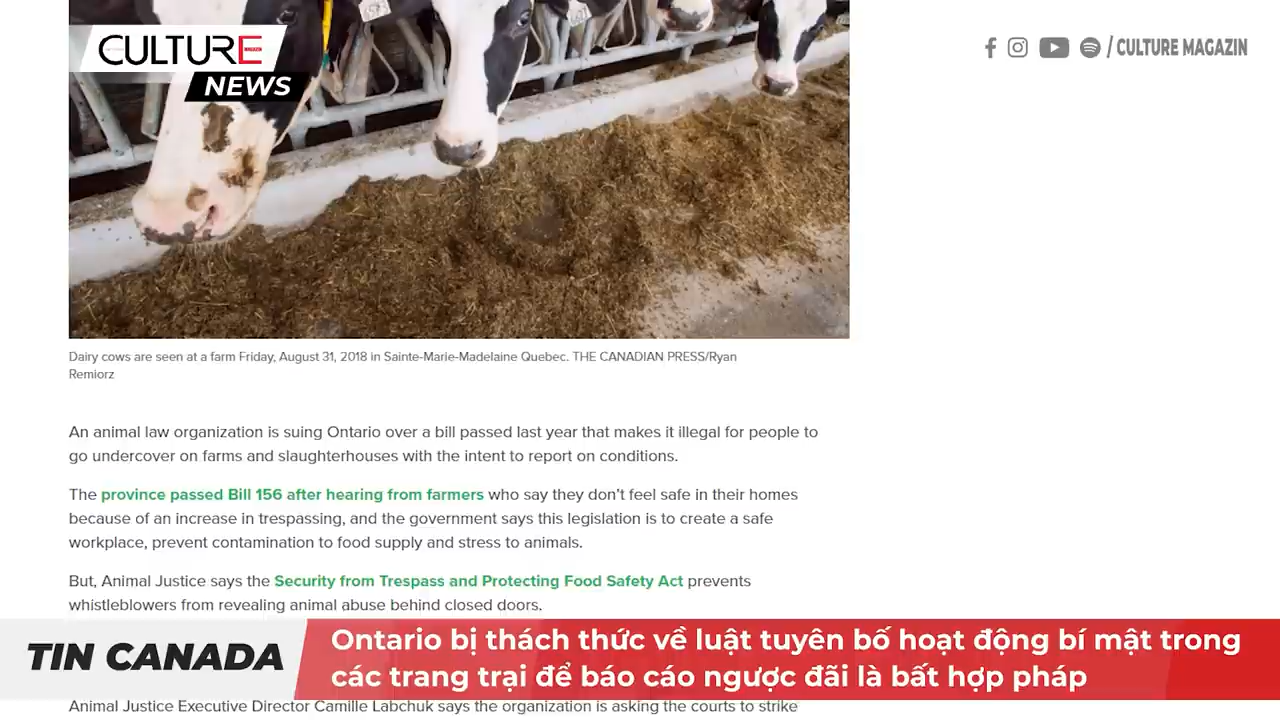 CULTURE
NEWS
/ CULTURE MAGAZIN
Dairy cows are seen at a farm Friday, August 31, 2018 in Sainte-Marie-Madelaine Quebec. THE CANADIAN PRESS/Ryan
Remiorz
An animal law organization is suing Ontario over a bill passed last year that makes it illegal for people to
go undercover on farms and slaughterhouses with the intent to report on conditions.
The province passed Bill 156 after hearing from farmers who say they don't feel safe in their homes
because of an increase in trespassing, and the government says this legislation is to create a safe
workplace, prevent contamination to food supply and stress to animals.
But, Animal Justice says the Security from Trespass and Protecting Food Safety Act prevents
whistleblowers from revealing animal abuse behind closed doors.
TIN CANADA
Ontario bị thách thức về luật tuyên bố hoạt động bí mật trong
các trang trại để báo cáo ngược đãi là bất hợp pháp
Animal Justice Executive Director Camille Labchuk says the organization is asking the courts to strike